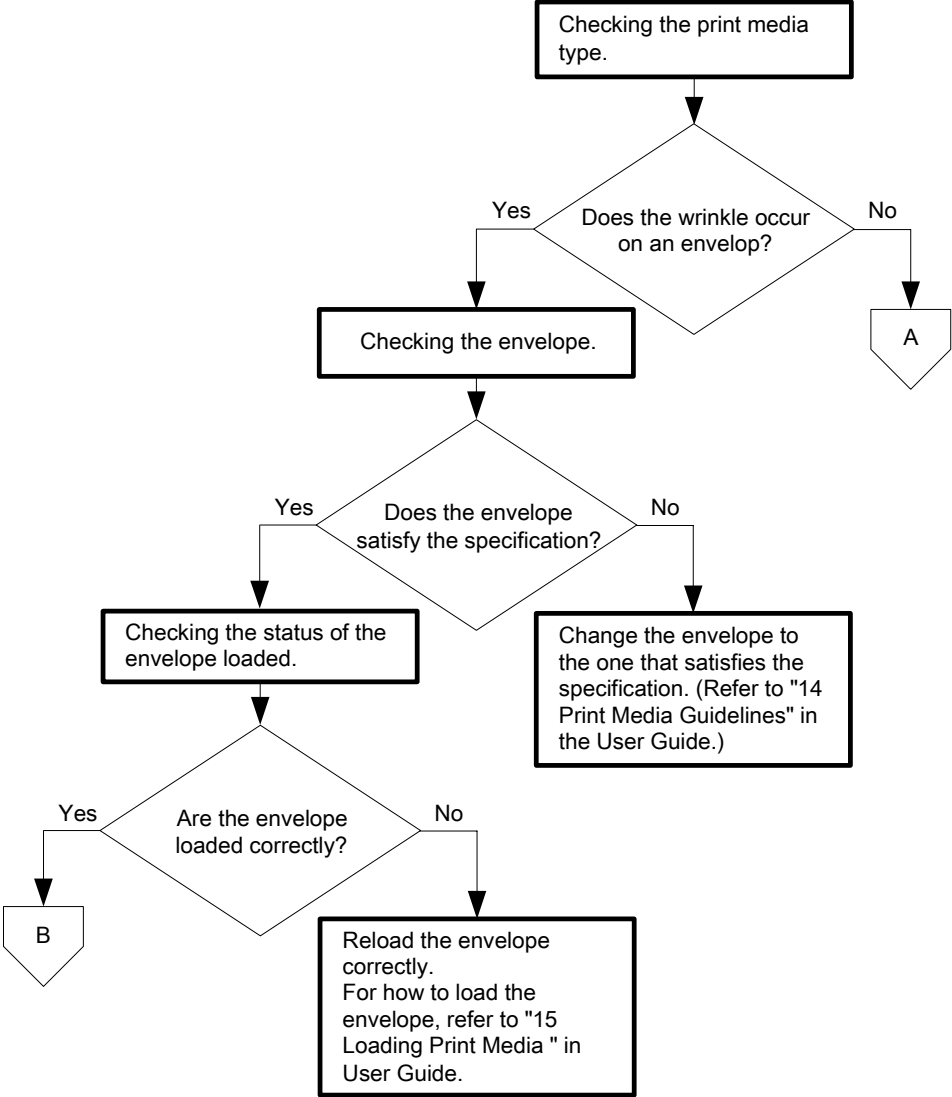 Checking the print media
type.
Does the wrinkle occur
on an envelop?
Yes
No
A
Checking the envelope.
Does the envelope
satisfy the specification?
Yes
No
Checking the status of the
envelope loaded.
Change the envelope to
the one that satisfies the
specification. (Refer to "14
Print Media Guidelines" in
the User Guide.)
Are the envelope
loaded correctly?
Yes
No
B
Reload the envelope
correctly.
For how to load the
envelope, refer to "15
Loading Print Media " in
User Guide.